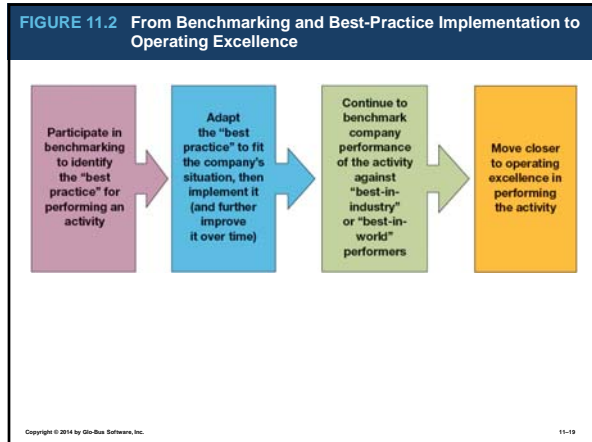 FIGURE 11.2 From Benchmarking and Best-Practice Implementation to
Operating Excellence
Participate in
benchmarking
to identify
the “best
practice” for
performing an
activity
Adapt
the “best
practice” to fit
the company’s
situation, then
implement it
(and further
improve
it over time)
Continue to
benchmark
company
performance
of the activity
against
“best-in-
industry”
or “best-in-
world”
performers
Move closer
to operating
excellence in
performing
the activity
Copyright © 2014 by Glo-Bus Software, Inc.
11–19